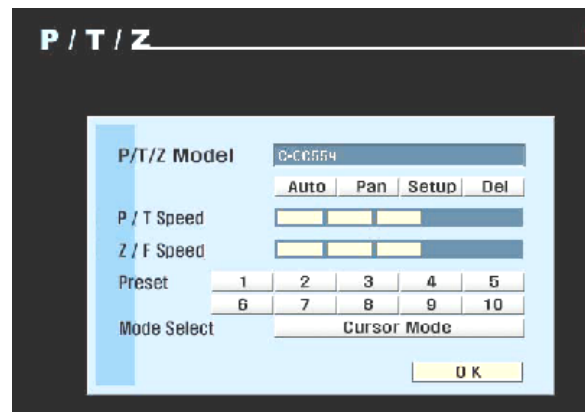 P / T / Z
P/T/Z Model C-CC554
Auto Pan Setup Del
P / T Speed
Z / F Speed
Preset 1 2 3 4 5
6 7 8 9 10
Mode Select Cursor Mode
O K